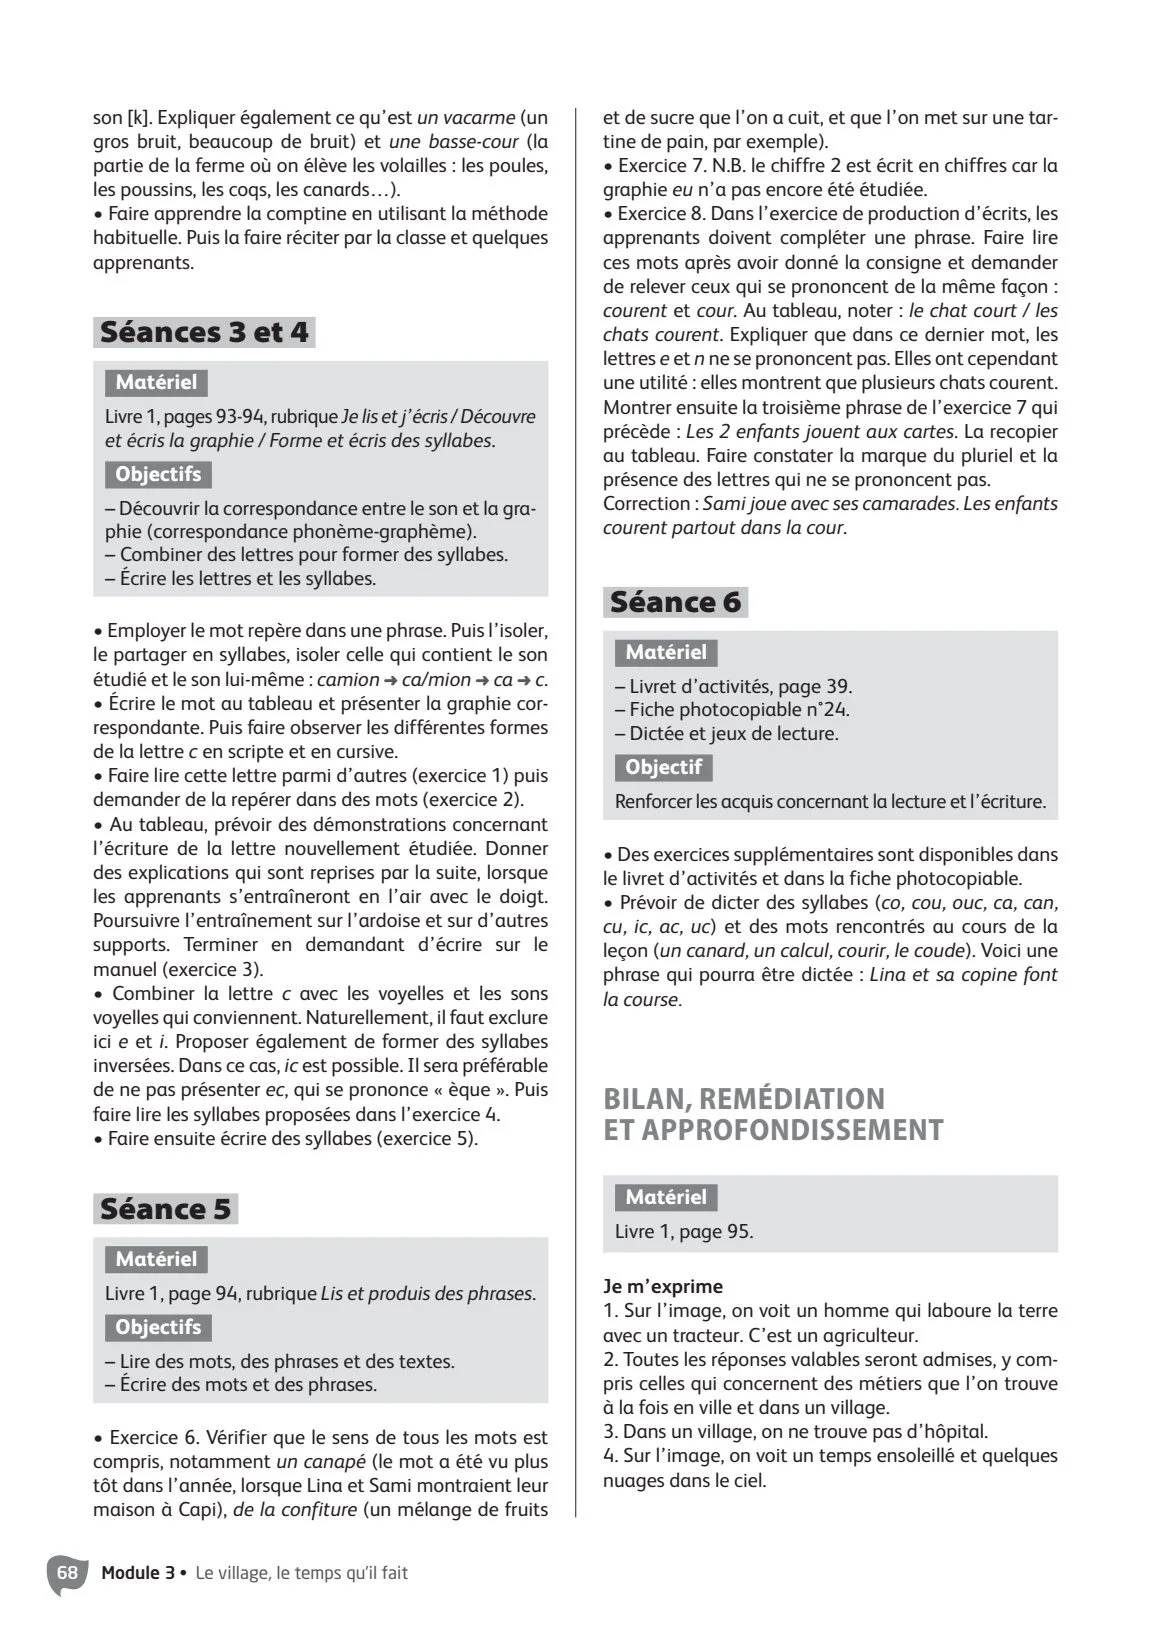 son [k]. Expliquer également ce qu’est un vacarme (un
gros bruit, beaucoup de bruit) et une basse-cour (la
partie de la ferme où on élève les volailles : les poules,
les poussins, les coqs, les canards…).
• Faire apprendre la comptine en utilisant la méthode
habituelle. Puis la faire réciter par la classe et quelques
apprenants.
Séances 3 et 4
Matériel
Livre 1, pages 93-94, rubrique Je lis et j’écris / Découvre
et écris la graphie / Forme et écris des syllabes.
Objectifs
– Découvrir la correspondance entre le son et la gra-
phie (correspondance phonème-graphème).
– Combiner des lettres pour former des syllabes.
– Écrire les lettres et les syllabes.
• Employer le mot repère dans une phrase. Puis l’isoler,
le partager en syllabes, isoler celle qui contient le son
étudié et le son lui-même : camion ➜ ca/mion ➜ ca ➜ c.
• Écrire le mot au tableau et présenter la graphie cor-
respondante. Puis faire observer les différentes formes
de la lettre c en scripte et en cursive.
• Faire lire cette lettre parmi d’autres (exercice 1) puis
demander de la repérer dans des mots (exercice 2).
• Au tableau, prévoir des démonstrations concernant
l’écriture de la lettre nouvellement étudiée. Donner
des explications qui sont reprises par la suite, lorsque
les apprenants s’entraîneront en l’air avec le doigt.
Poursuivre l’entraînement sur l’ardoise et sur d’autres
supports. Terminer en demandant d’écrire sur le
manuel (exercice 3).
• Combiner la lettre c avec les voyelles et les sons
voyelles qui conviennent. Naturellement, il faut exclure
ici e et i. Proposer également de former des syllabes
inversées. Dans ce cas, ic est possible. Il sera préférable
de ne pas présenter ec, qui se prononce « èque ». Puis
faire lire les syllabes proposées dans l’exercice 4.
• Faire ensuite écrire des syllabes (exercice 5).
Séance 5
Matériel
Livre 1, page 94, rubrique Lis et produis des phrases.
Objectifs
– Lire des mots, des phrases et des textes.
– Écrire des mots et des phrases.
• Exercice 6. Vérifier que le sens de tous les mots est
compris, notamment un canapé (le mot a été vu plus
tôt dans l’année, lorsque Lina et Sami montraient leur
maison à Capi), de la confiture (un mélange de fruits
et de sucre que l’on a cuit, et que l’on met sur une tar-
tine de pain, par exemple).
• Exercice 7. N.B. le chiffre 2 est écrit en chiffres car la
graphie eu n’a pas encore été étudiée.
• Exercice 8. Dans l’exercice de production d’écrits, les
apprenants doivent compléter une phrase. Faire lire
ces mots après avoir donné la consigne et demander
de relever ceux qui se prononcent de la même façon :
courent et cour. Au tableau, noter : le chat court / les
chats courent. Expliquer que dans ce dernier mot, les
lettres e et n ne se prononcent pas. Elles ont cependant
une utilité : elles montrent que plusieurs chats courent.
Montrer ensuite la troisième phrase de l’exercice 7 qui
précède : Les 2 enfants jouent aux cartes. La recopier
au tableau. Faire constater la marque du pluriel et la
présence des lettres qui ne se prononcent pas.
Correction : Sami joue avec ses camarades. Les enfants
courent partout dans la cour.
Séance 6
Matériel
– Livret d’activités, page 39.
– Fiche photocopiable n°24.
– Dictée et jeux de lecture.
Objectif
Renforcer les acquis concernant la lecture et l’écriture.
• Des exercices supplémentaires sont disponibles dans
le livret d’activités et dans la fiche photocopiable.
• Prévoir de dicter des syllabes (co, cou, ouc, ca, can,
cu, ic, ac, uc) et des mots rencontrés au cours de la
leçon (un canard, un calcul, courir, le coude). Voici une
phrase qui pourra être dictée : Lina et sa copine font
la course.
BILAN, REMÉDIATION
ET APPROFONDISSEMENT
Matériel
Livre 1, page 95.
Je m’exprime
1. Sur l’image, on voit un homme qui laboure la terre
avec un tracteur. C’est un agriculteur.
2. Toutes les réponses valables seront admises, y com-
pris celles qui concernent des métiers que l’on trouve
à la fois en ville et dans un village.
3. Dans un village, on ne trouve pas d’hôpital.
4. Sur l’image, on voit un temps ensoleillé et quelques
nuages dans le ciel.
68 Module 3 • Le village, le temps qu’il fait